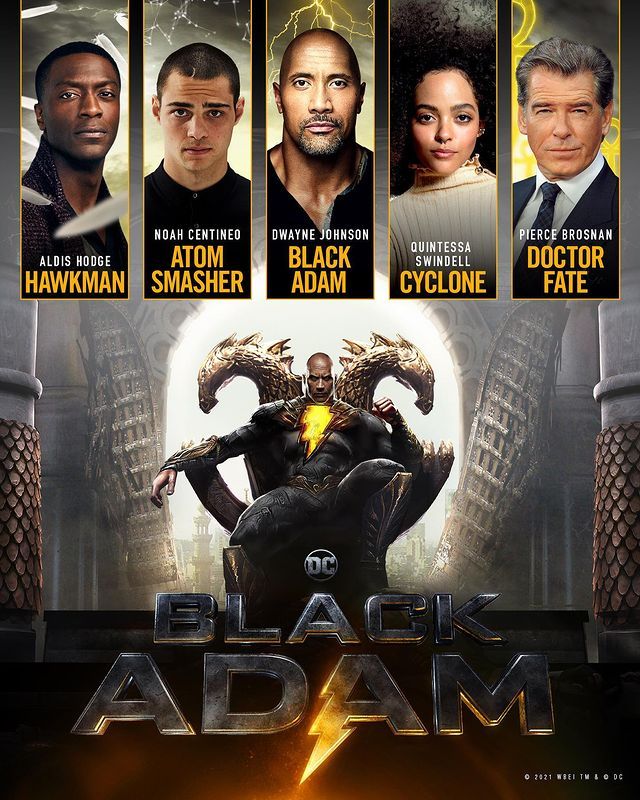 ALDIS HODGE
HAWKMAN
NOAH CENTINEO
ATOM
SMASHER
DWAYNE JOHNSON
BLACK
ADAM
QUINTESSA
SWINDELL
CYCLONE
PIERCE BROSNAN
DOCTOR
FATE
DC
BLACK
ADAM
© 2021 WBEI TM & © DC